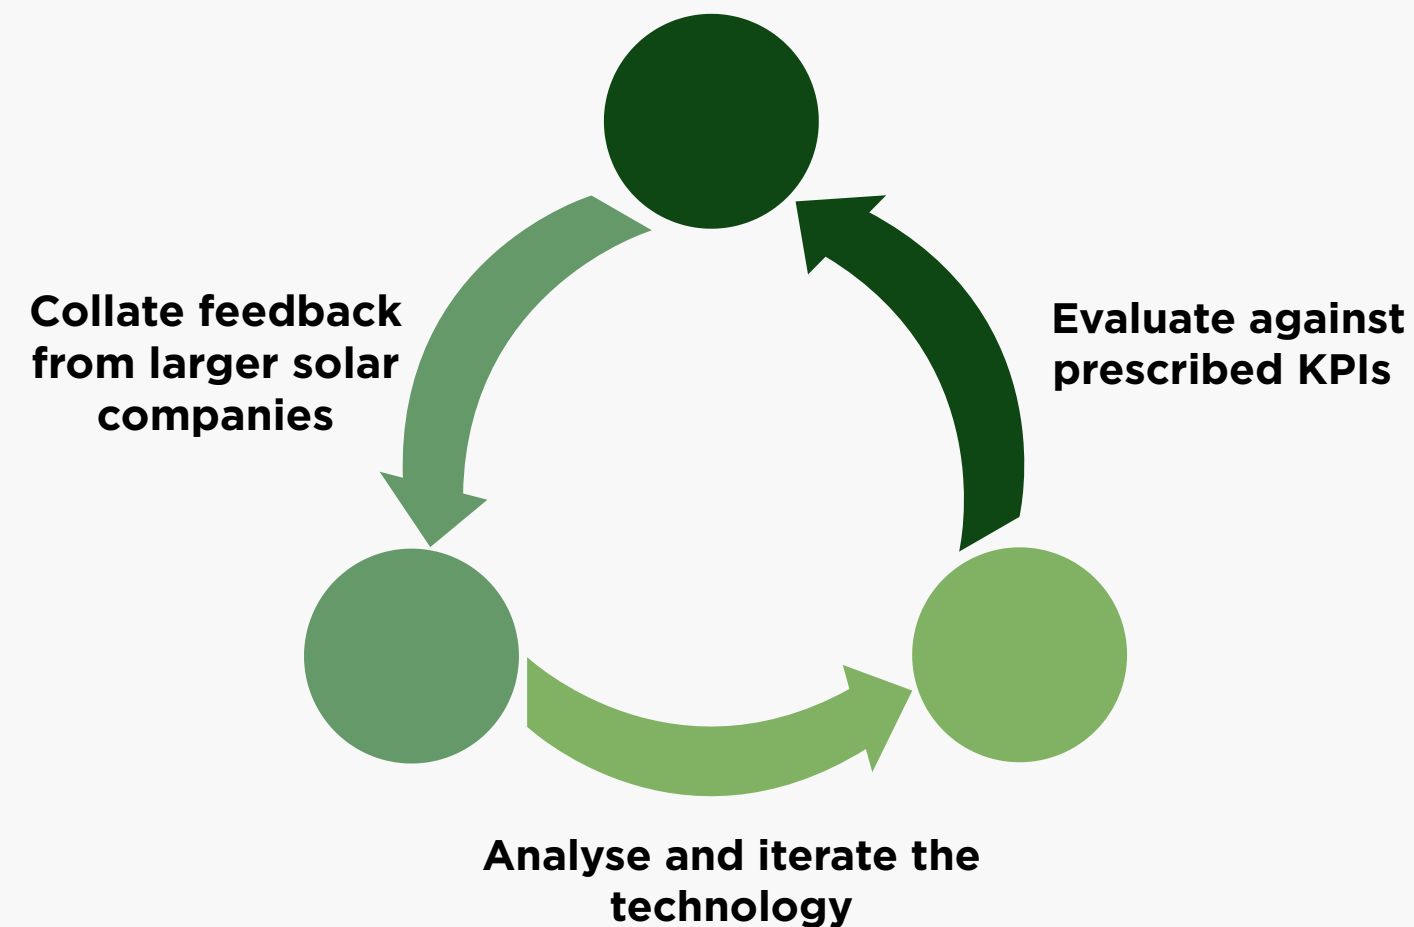 Collate feedback
from larger solar
companies
Evaluate against
prescribed KPIs
Analyse and iterate the
technology